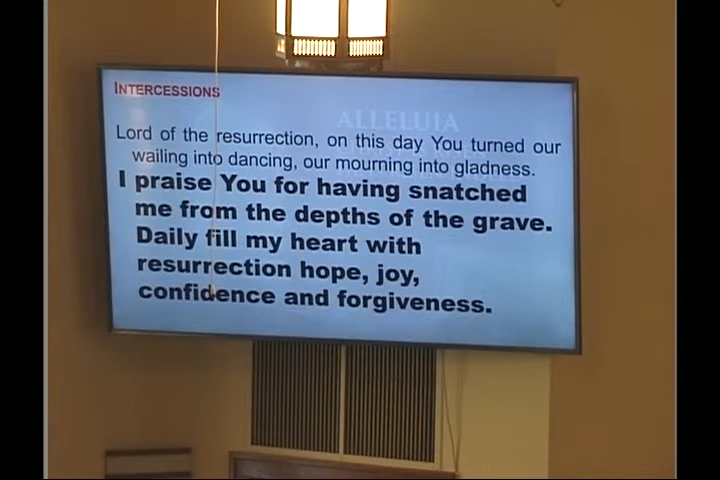 INTERCESSIONS
ALLELUIA
Lord of the resurrection, on this day You turned our
wailing into dancing, our mourning into gladness.
I praise You for having snatched
me from the depths of the grave.
Daily fill my heart with
resurrection hope, joy,
confidence and forgiveness.